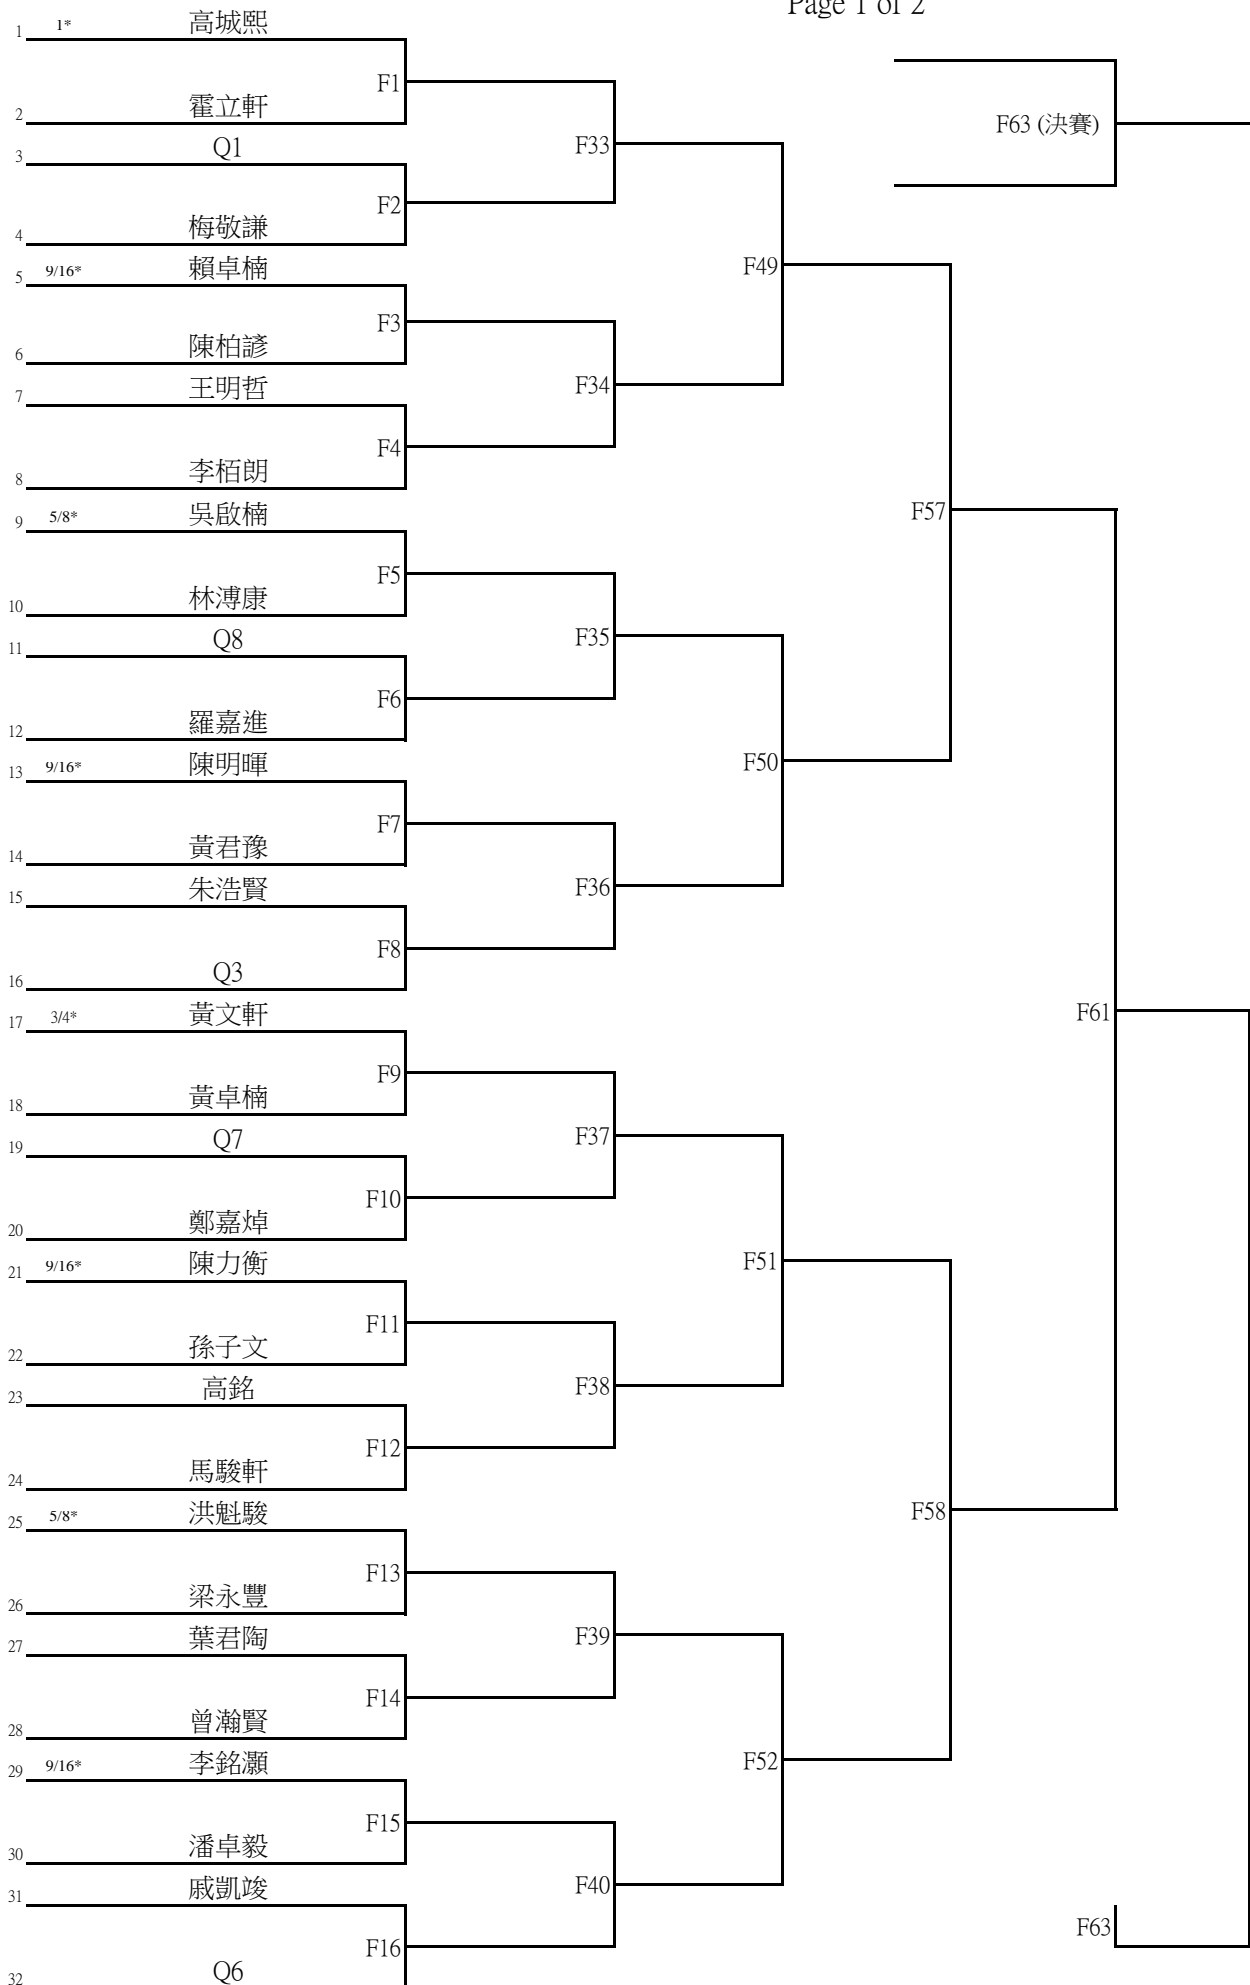 Page 1 of 2
1 1* 高城熙
F1
2 霍立軒
F63 (決賽)
3 Q1
F33
F2
4 梅敬謙
5 9/16* 賴卓楠
F49
F3
6 陳柏諺
7 王明哲
F34
F4
8 李栢朗
9 5/8* 吳啟楠
F57
F5
10 林溥康
11 Q8
F35
F6
12 羅嘉進
13 9/16* 陳明暉
F50
F7
14 黃君豫
15 朱浩賢
F36
F8
16 Q3
17 3/4* 黃文軒
F61
F9
18 黃卓楠
19 Q7
F37
F10
20 鄭嘉焯
21 9/16* 陳力衡
F51
F11
22 孫子文
23 高銘
F38
F12
24 馬駿軒
25 5/8* 洪魁駿
F58
F13
26 梁永豐
27 葉君陶
F39
F14
28 曾瀚賢
29 9/16* 李銘灝
F52
F15
30 潘卓毅
31 戚凱竣
F40
F63
F16
32 Q6